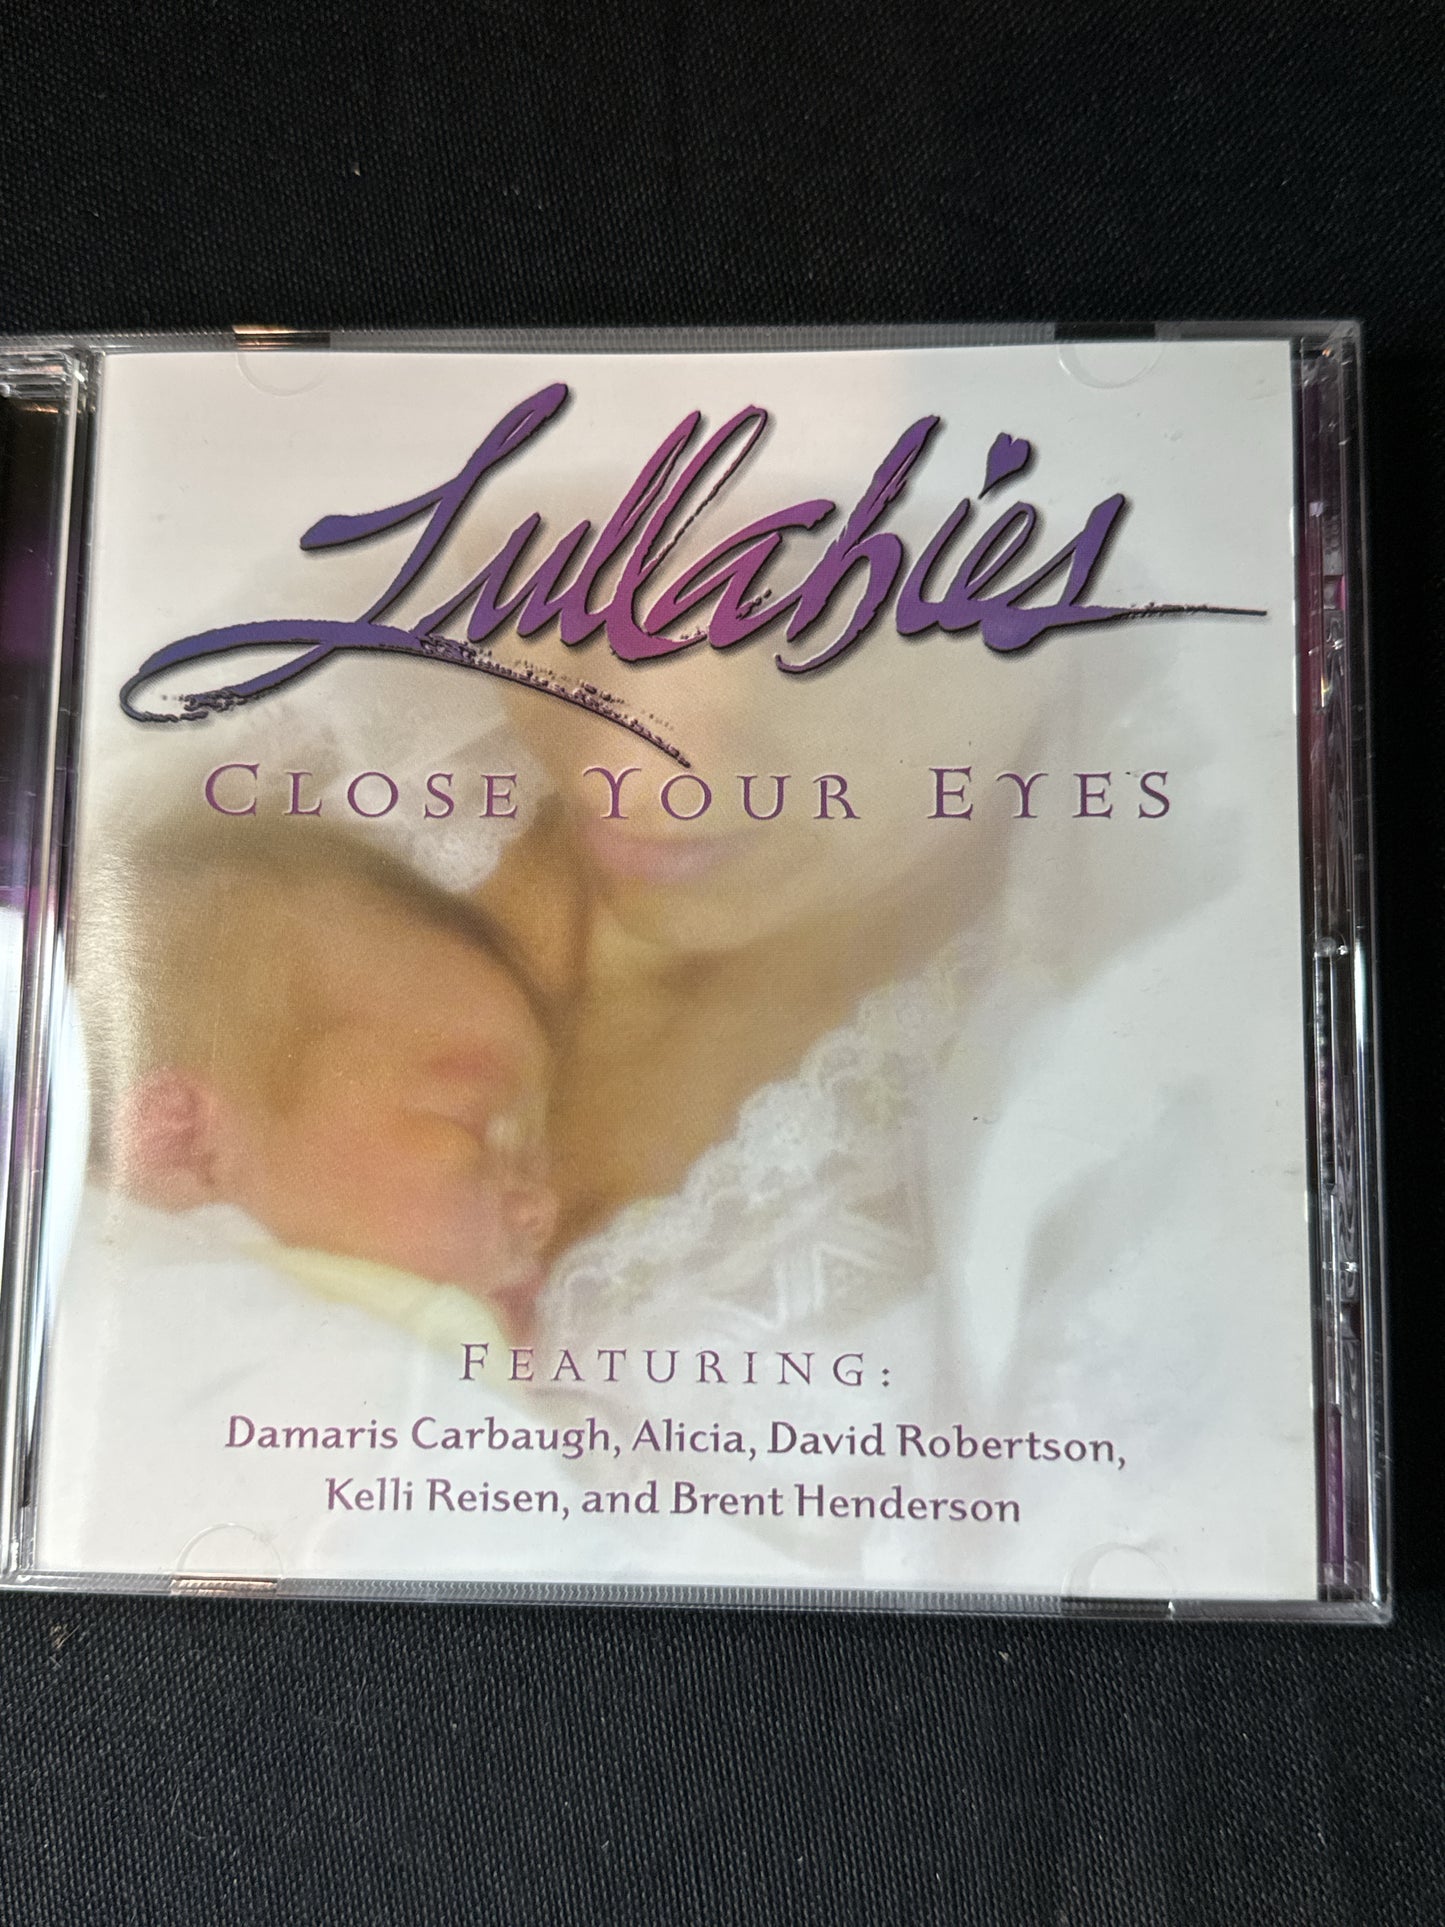 Lullabies
CLOSE YOUR EYES
FEATURING:
Damaris Carbaugh, Alicia, David Robertson,
Kelli Reisen, and Brent Henderson